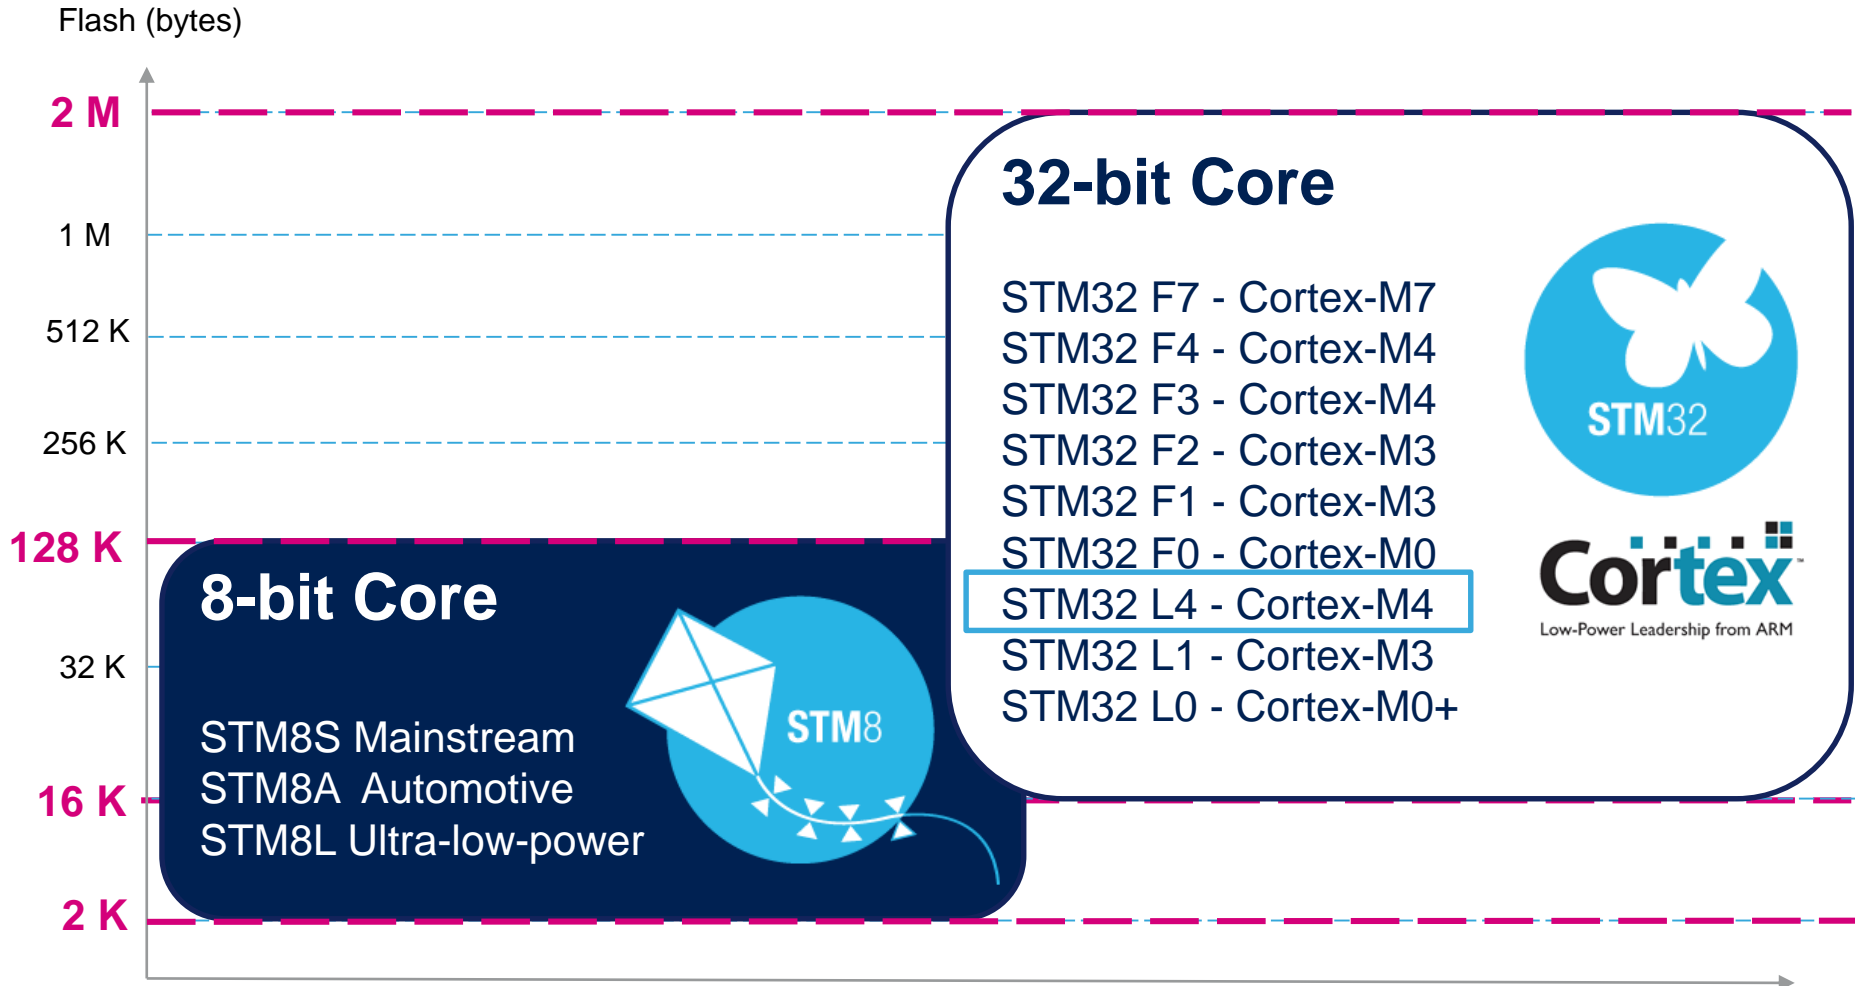 Flash (bytes)
2 M
1 M
512 K
256 K
128 K
32 K
16 K
2 K
8-bit Core
STM8S Mainstream
STM8A  Automotive
STM8L Ultra-low-power
STM8
32-bit Core
STM32 F7 - Cortex-M7
STM32 F4 - Cortex-M4
STM32 F3 - Cortex-M4
STM32 F2 - Cortex-M3
STM32 F1 - Cortex-M3
STM32 F0 - Cortex-M0
STM32 L4 - Cortex-M4
STM32 L1 - Cortex-M3
STM32 L0 - Cortex-M0+
STM32
Cortex™
Low-Power Leadership from ARM